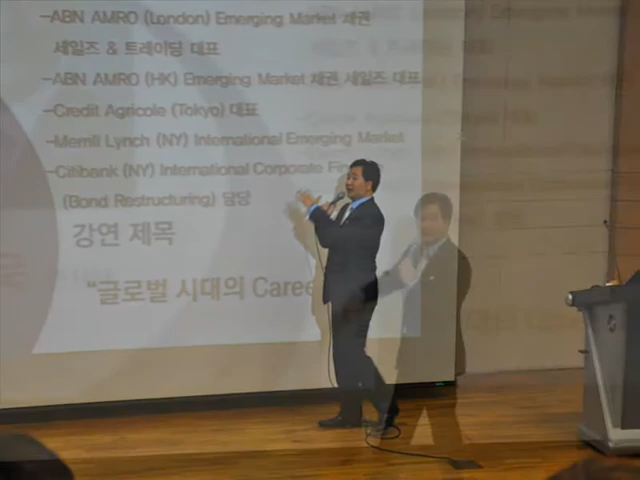 -ABN AMRO (London) Emerging Market 채권
세일즈 & 트레이딩 대표
-ABN AMRO (HK) Emerging Market 채권 세일즈 대표
-Credit Agricole (Tokyo) 대표
-Merrill Lynch (NY) International Emerging Market
-Citibank (NY) International Corporate
(Bond Restructuring) 담당
강연 제목
"글로벌 시대의